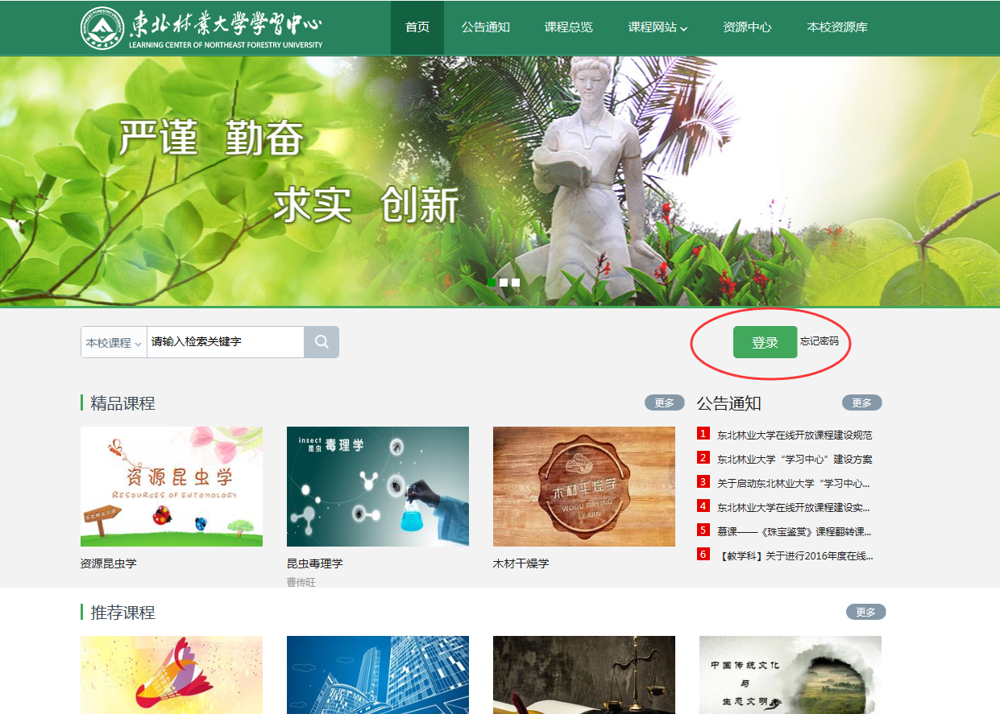 東北林業大學學習中心
LEARNING CENTER OF NORTHEAST FORESTRY UNIVERSITY
首页 公告通知 课程总览 课程网站 资源中心 本校资源库
严谨 勤奋
求实 创新
本校课程 请输入检索关键字
登录 忘记密码
精品课程 更多
公告通知 更多
资源昆虫学
RESOURCES OF ENTOMOLOGY
东北林业大学
insect
昆虫 毒理学
木材干燥学
WOOD DRYING
LEARN
1 东北林业大学在线开放课程建设规范
2 东北林业大学“学习中心”建设方案
3 关于启动东北林业大学“学习中心...
4 东北林业大学在线开放课程建设实...
5 慕课——《珠宝鉴赏》课程翻转课...
6 【教学科】关于进行2016年度在线...
资源昆虫学 昆虫毒理学 木材干燥学
曹传旺
推荐课程 更多
中国传统文化
与
生态文明